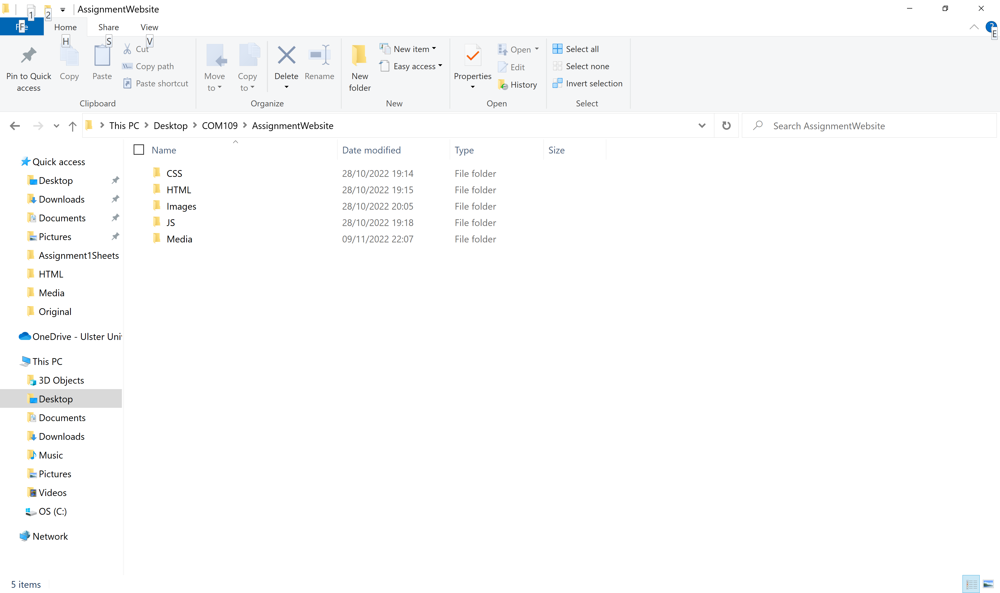 1 2 AssignmentWebsite
F Home Share View E
H S V
Pin to Quick access
Copy
Paste
Cut
Copy path
Paste shortcut
Clipboard
Move to
Copy to
Delete
Rename
Organize
New folder
New item
Easy access
New
Properties
Open
Edit
History
Open
Select all
Select none
Invert selection
Select
This PC Desktop COM109 AssignmentWebsite
Search AssignmentWebsite
Quick access
Desktop
Downloads
Documents
Pictures
Assignment1Sheets
HTML
Media
Original
OneDrive - Ulster Uni
This PC
3D Objects
Desktop
Documents
Downloads
Music
Pictures
Videos
OS (C:)
Network
Name Date modified Type Size
CSS 28/10/2022 19:14 File folder
HTML 28/10/2022 19:15 File folder
Images 28/10/2022 20:05 File folder
JS 28/10/2022 19:18 File folder
Media 09/11/2022 22:07 File folder
5 items